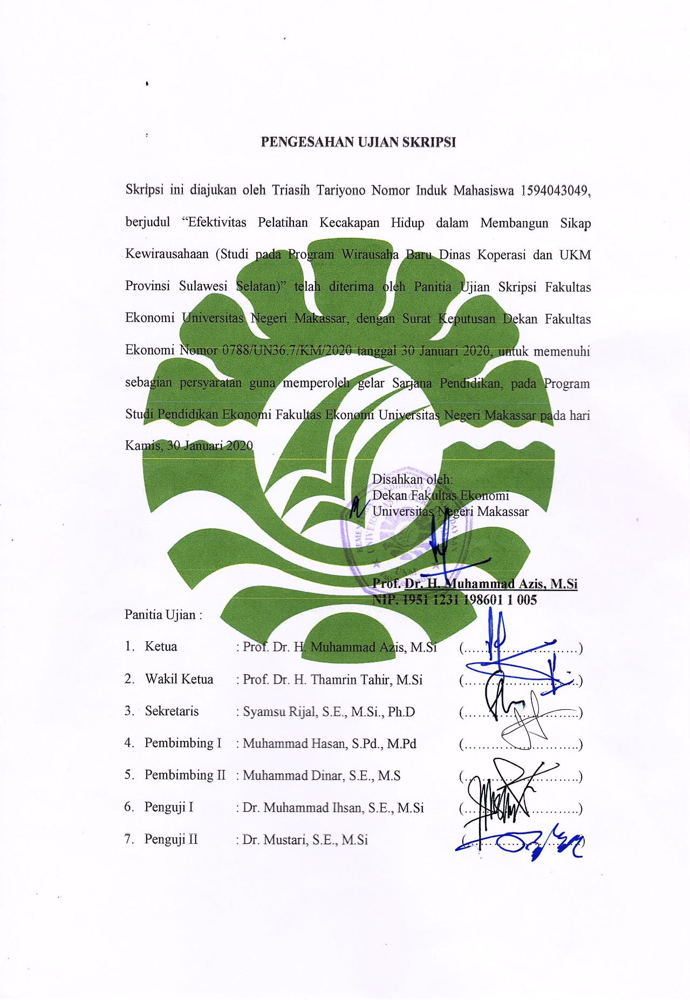 PENGESAHAN UJIAN SKRIPSI
Skripsi ini diajukan oleh Triasih Tariyono Nomor Induk Mahasiswa 1594043049,
berjudul “Efektivitas Pelatihan Kecakapan Hidup dalam Membangun Sikap
Kewirausahaan (Studi pada Program Wirausaha Baru Dinas Koperasi dan UKM
Provinsi Sulawesi Selatan)” telah diterima oleh Panitia Ujian Skripsi Fakultas
Ekonomi Universitas Negeri Makassar, dengan Surat Keputusan Dekan Fakultas
Ekonomi Nomor 0788/UN36.7/KM/2020 tanggal 30 Januari 2020, untuk memenuhi
sebagian persyaratan guna memperoleh gelar Sarjana Pendidikan, pada Program
Studi Pendidikan Ekonomi Fakultas Ekonomi Universitas Negeri Makassar pada hari
Kamis, 30 Januari 2020
Disahkan oleh:
Dekan Fakultas Ekonomi
Universitas Negeri Makassar
Prof. Dr. H. Muhammad Azis, M.Si
NIP. 1951 1231 198601 1 005
Panitia Ujian :
1. Ketua : Prof. Dr. H. Muhammad Azis, M.Si (..........................)
2. Wakil Ketua : Prof. Dr. H. Thamrin Tahir, M.Si (..........................)
3. Sekretaris : Syamsu Rijal, S.E., M.Si., Ph.D (..........................)
4. Pembimbing I : Muhammad Hasan, S.Pd., M.Pd (..........................)
5. Pembimbing II : Muhammad Dinar, S.E., M.S (..........................)
6. Penguji I : Dr. Muhammad Ihsan, S.E., M.Si (..........................)
7. Penguji II : Dr. Mustari, S.E., M.Si (..........................)